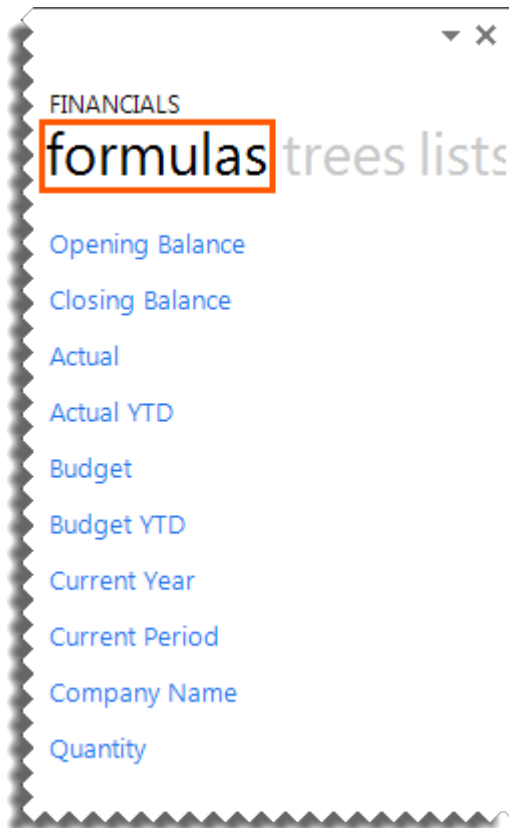 FINANCIALS
formulas trees lists
Opening Balance
Closing Balance
Actual
Actual YTD
Budget
Budget YTD
Current Year
Current Period
Company Name
Quantity